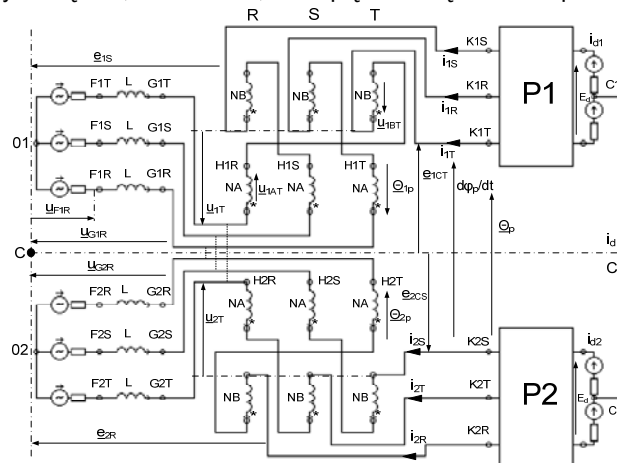 R S T
e1S
K1S
i1S
id1
F1T L G1T
NB NB NB
K1R
i1R
P1
Ed
C1
u1BT
01
F1S L G1S
K1T
i1T
H1R H1S H1T
e1CT
F1R L G1R
NA NA NA
u1AT
u1T
Θ1p
dφp/dt
uF1R
Θp
uG1R
C
id
C
uG2R
e2CS
F2R L G2R
H2R H2S H2T
NA NA NA
u2T
Θ2p
02
F2S L G2S
i2S
K2S
id2
P2
i2T
K2T
Ed
C
F2T L G2T
NB NB NB
i2R
K2R
e2R